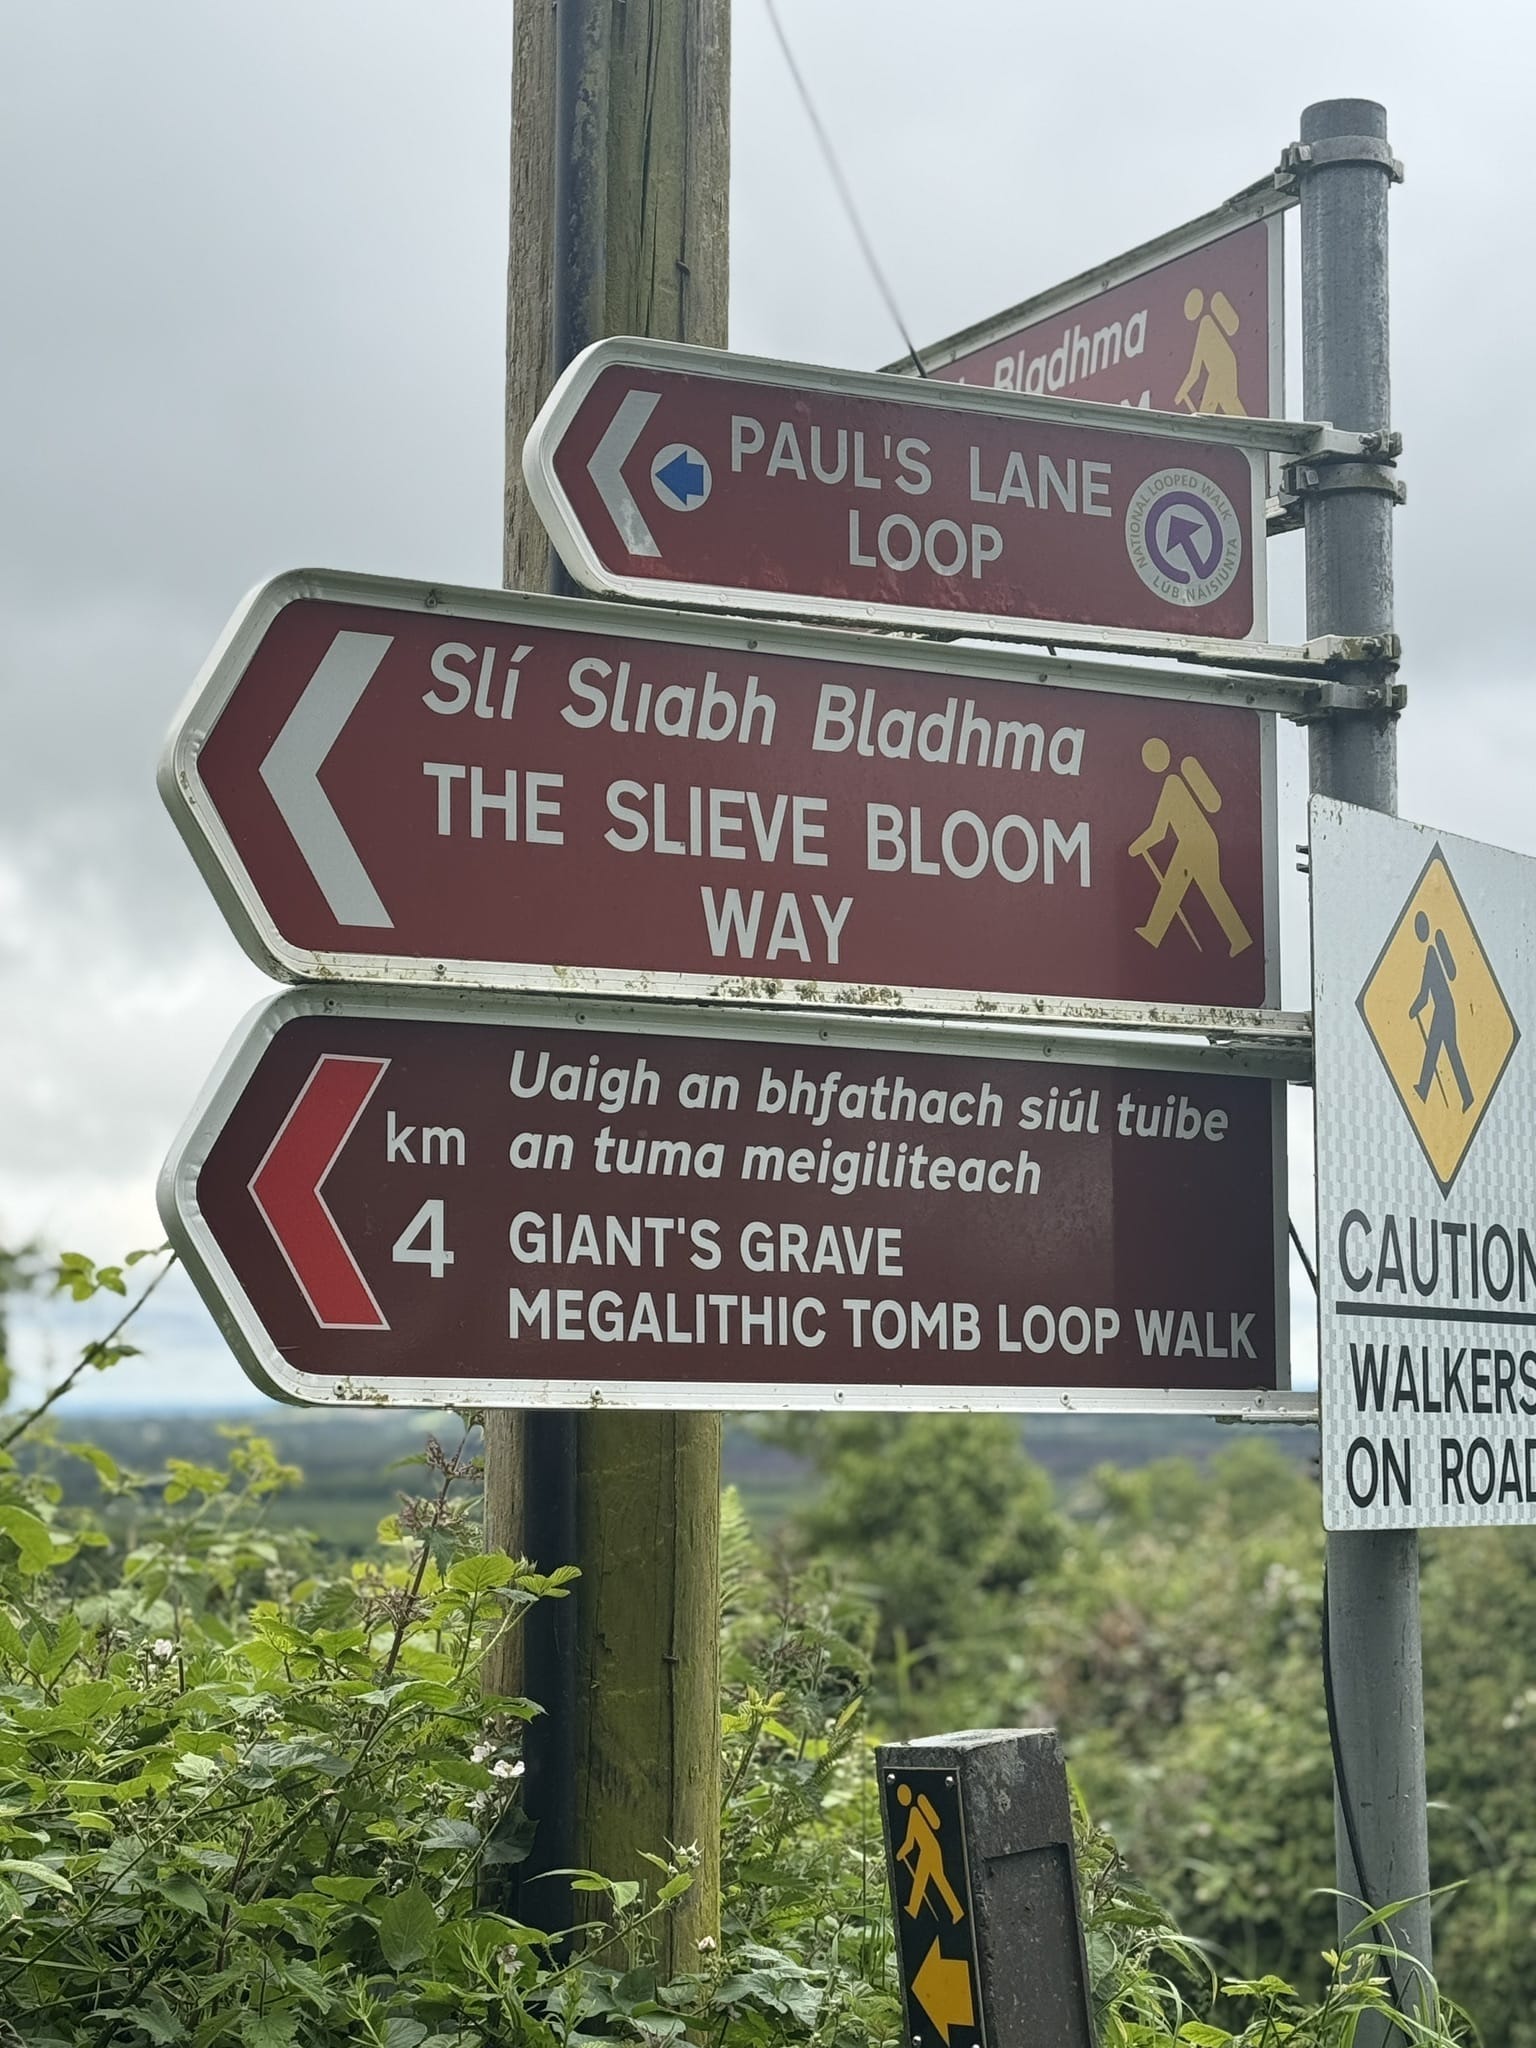 Bladhma
PAUL'S LANE
LOOP
NATIONAL LOOPED WALK
LÚB NÁISIÚNTA
Slí Slıabh Bladhma
THE SLIEVE BLOOM
WAY
km
4
Uaigh an bhfathach siúl tuibe
an tuma meigiliteach
GIANT'S GRAVE
MEGALITHIC TOMB LOOP WALK
CAUTION
WALKERS
ON ROAD